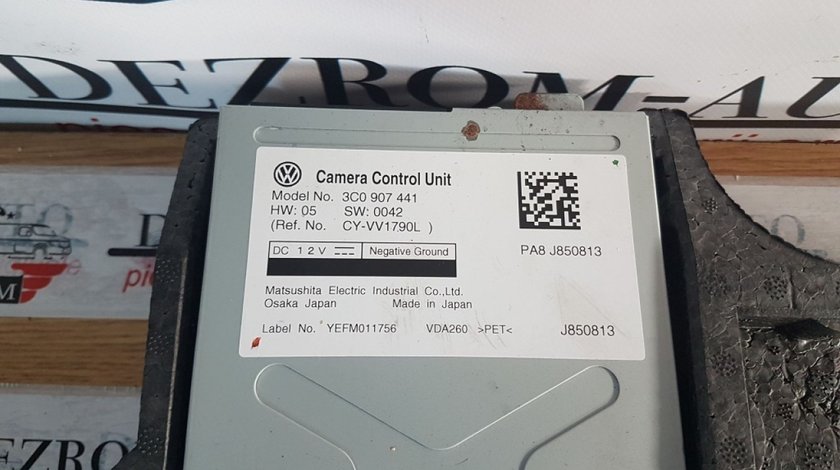 DEZROM-AU
Camera Control Unit
Model No. 3C0 907 441
HW: 05 SW: 0042
(Ref. No. CY-VV1790L )
DC 12V Negative Ground
PA8 J850813
Matsushita Electric Industrial Co.,Ltd.
Osaka Japan Made in Japan
Label No. YEFM011756 VDA260 >PET< J850813
DEZROM